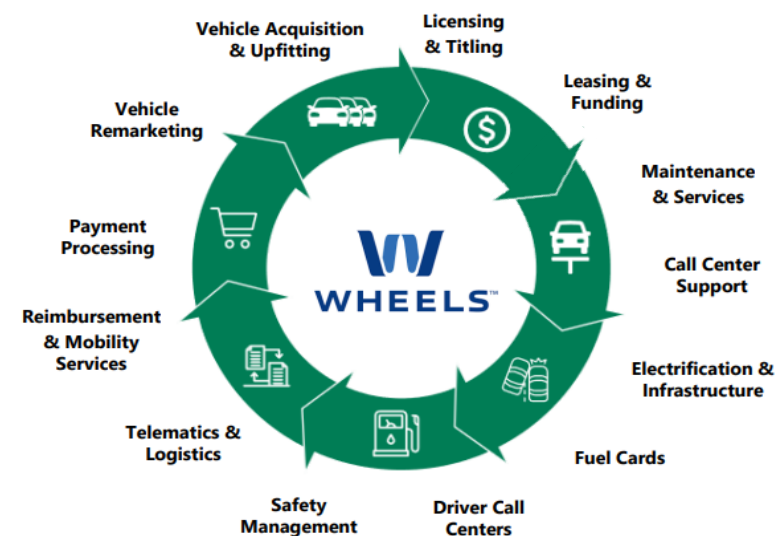 Vehicle Acquisition
& Upfitting
Licensing
& Titling
Leasing &
Funding
Maintenance
& Services
Call Center
Support
Electrification &
Infrastructure
Fuel Cards
Driver Call
Centers
Safety
Management
Telematics &
Logistics
Reimbursement
& Mobility
Services
Payment
Processing
Vehicle
Remarketing
$
W
WHEELS™